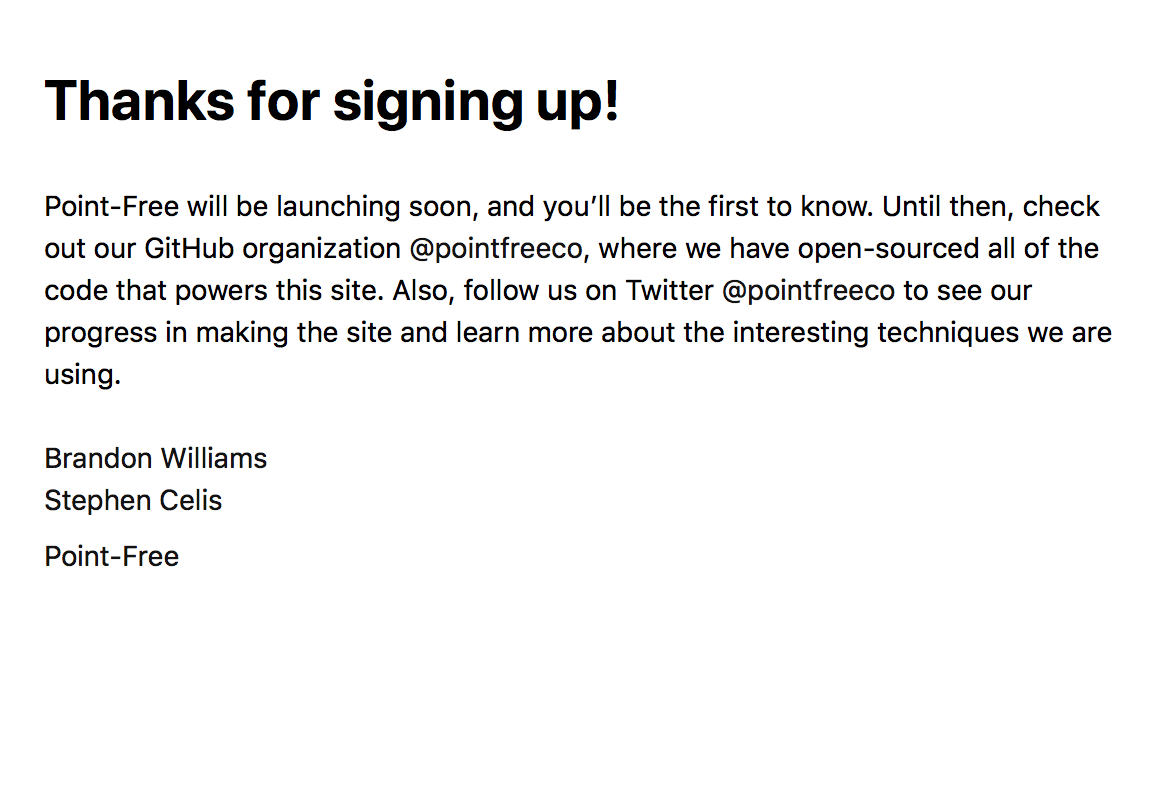 Thanks for signing up!
Point-Free will be launching soon, and you’ll be the first to know. Until then, check
out our GitHub organization @pointfreeco, where we have open-sourced all of the
code that powers this site. Also, follow us on Twitter @pointfreeco to see our
progress in making the site and learn more about the interesting techniques we are
using.
Brandon Williams
Stephen Celis
Point-Free